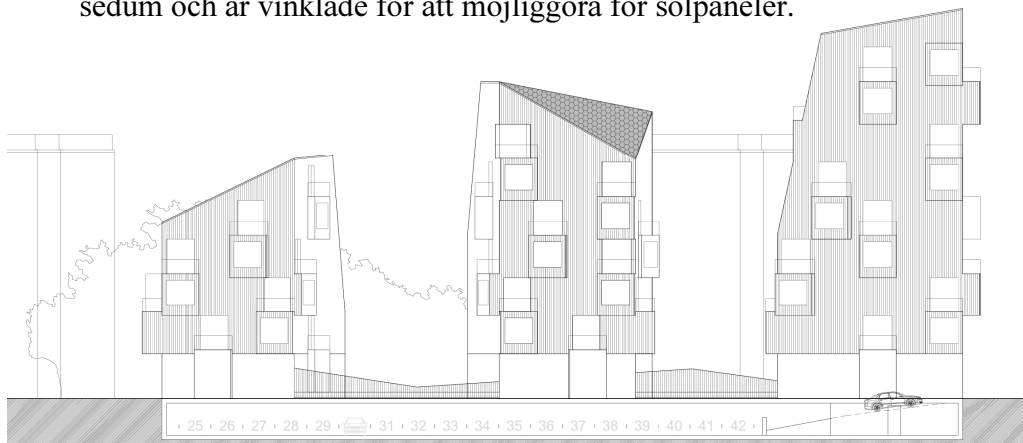 sedum och är vinklade för att möjliggöra för solpaneler.
25 26 27 28 29 31 32 33 34 35 36 37 38 39 40 41 42